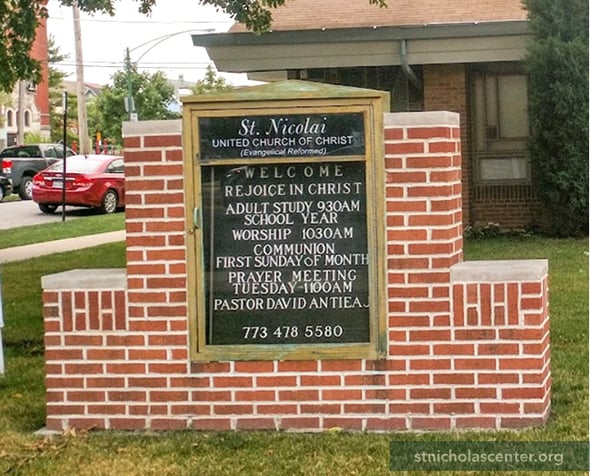 St. Nicolai
UNITED CHURCH OF CHRIST
(Evangelical Reformed)
WELCOME
REJOICE IN CHRIST
ADULT STUDY 930AM
SCHOOL YEAR
WORSHIP 1030AM
COMMUNION
FIRST SUNDAY OF MONTH
PRAYER MEETING
TUESDAY-1100AM
PASTOR DAVID ANTIEAJ
773 478 5580
stnicholascenter.org